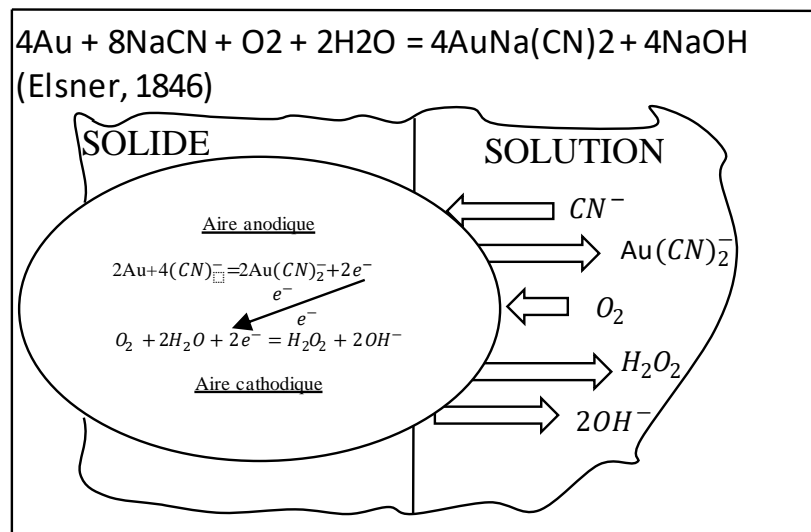 4Au + 8NaCN + O2 + 2H2O = 4AuNa(CN)2 + 4NaOH
(Elsner, 1846)
SOLIDE
SOLUTION
Aire anodique
2Au+4(CN)⁻=2Au(CN)₂⁻+2e⁻
e⁻
e⁻
O₂ + 2H₂O + 2e⁻ = H₂O₂ + 2OH⁻
Aire cathodique
CN⁻
Au(CN)₂⁻
O₂
H₂O₂
2OH⁻